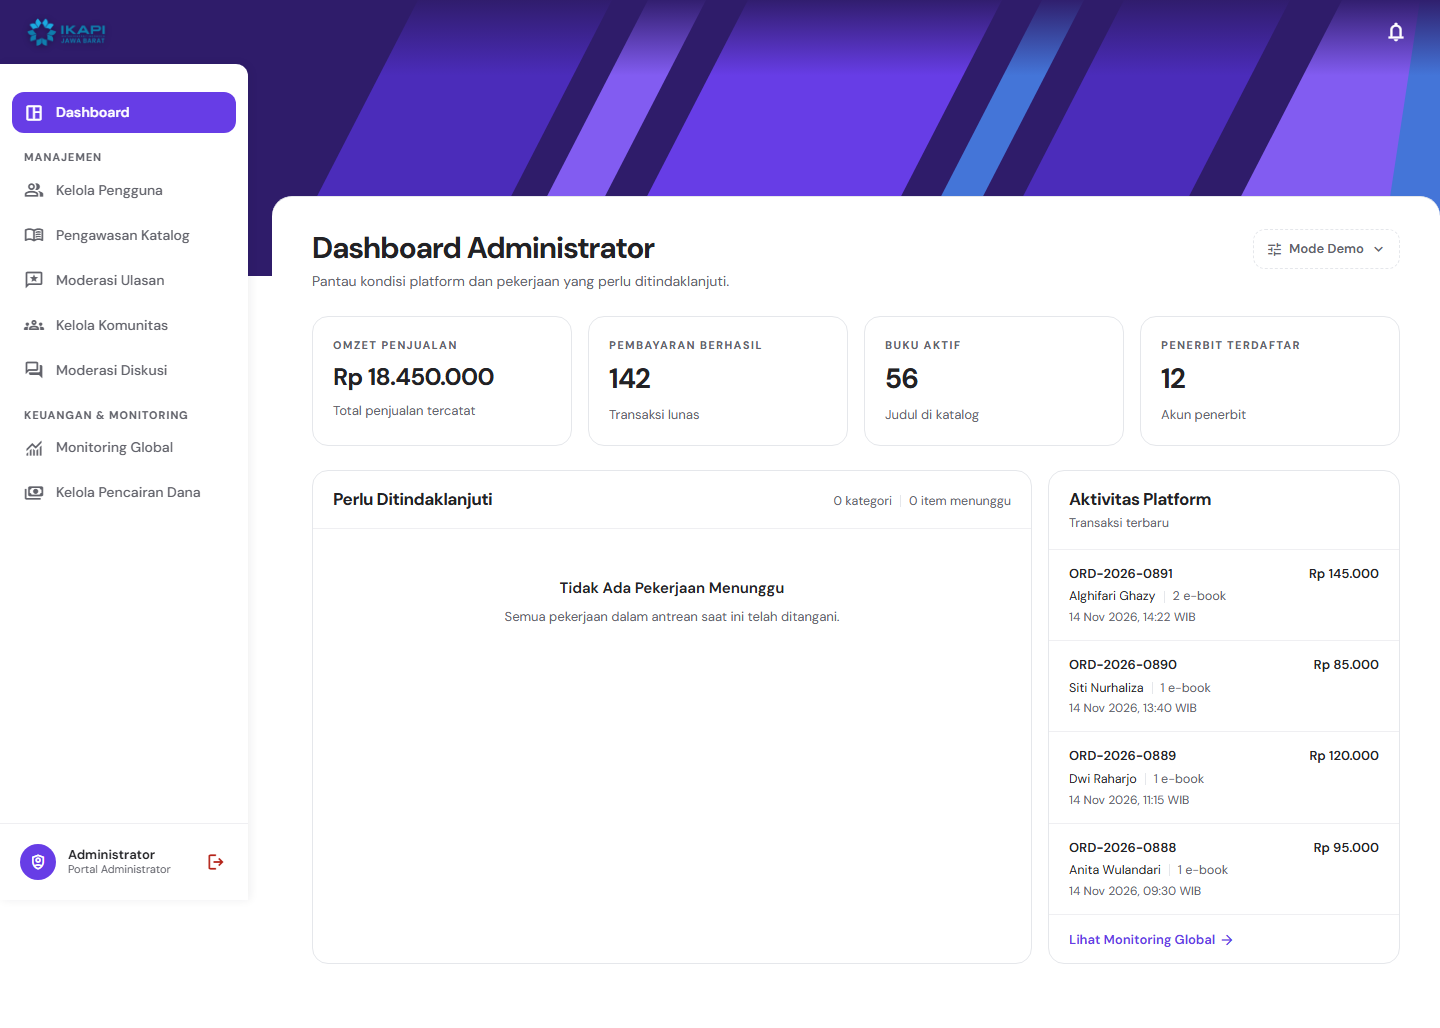 IKAPI
JAWA BARAT
Dashboard
MANAJEMEN
Kelola Pengguna
Pengawasan Katalog
Moderasi Ulasan
Kelola Komunitas
Moderasi Diskusi
KEUANGAN & MONITORING
Monitoring Global
Kelola Pencairan Dana
Administrator
Portal Administrator
Dashboard Administrator
Pantau kondisi platform dan pekerjaan yang perlu ditindaklanjuti.
Mode Demo
OMZET PENJUALAN
Rp 18.450.000
Total penjualan tercatat
PEMBAYARAN BERHASIL
142
Transaksi lunas
BUKU AKTIF
56
Judul di katalog
PENERBIT TERDAFTAR
12
Akun penerbit
Perlu Ditindaklanjuti
0 kategori | 0 item menunggu
Tidak Ada Pekerjaan Menunggu
Semua pekerjaan dalam antrean saat ini telah ditangani.
Aktivitas Platform
Transaksi terbaru
ORD-2026-0891 Rp 145.000
Alghifari Ghazy | 2 e-book
14 Nov 2026, 14:22 WIB
ORD-2026-0890 Rp 85.000
Siti Nurhaliza | 1 e-book
14 Nov 2026, 13:40 WIB
ORD-2026-0889 Rp 120.000
Dwi Raharjo | 1 e-book
14 Nov 2026, 11:15 WIB
ORD-2026-0888 Rp 95.000
Anita Wulandari | 1 e-book
14 Nov 2026, 09:30 WIB
Lihat Monitoring Global →